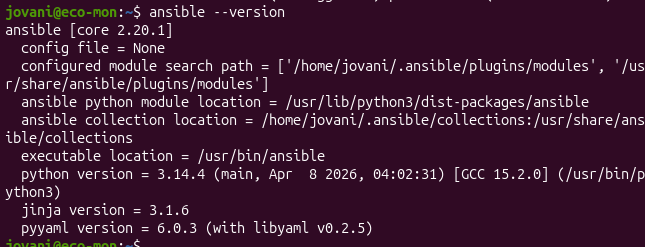 jovani@eco-mon:~$ ansible --version
ansible [core 2.20.1]
  config file = None
  configured module search path = ['/home/jovani/.ansible/plugins/modules', '/us
r/share/ansible/plugins/modules']
  ansible python module location = /usr/lib/python3/dist-packages/ansible
  ansible collection location = /home/jovani/.ansible/collections:/usr/share/ans
ible/collections
  executable location = /usr/bin/ansible
  python version = 3.14.4 (main, Apr  8 2026, 04:02:31) [GCC 15.2.0] (/usr/bin/p
ython3)
  jinja version = 3.1.6
  pyyaml version = 6.0.3 (with libyaml v0.2.5)
jovani@eco-mon:~$